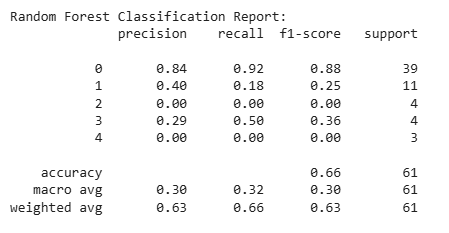 Random Forest Classification Report:
precision recall f1-score support
0 0.84 0.92 0.88 39
1 0.40 0.18 0.25 11
2 0.00 0.00 0.00 4
3 0.29 0.50 0.36 4
4 0.00 0.00 0.00 3
accuracy 0.66 61
macro avg 0.30 0.32 0.30 61
weighted avg 0.63 0.66 0.63 61